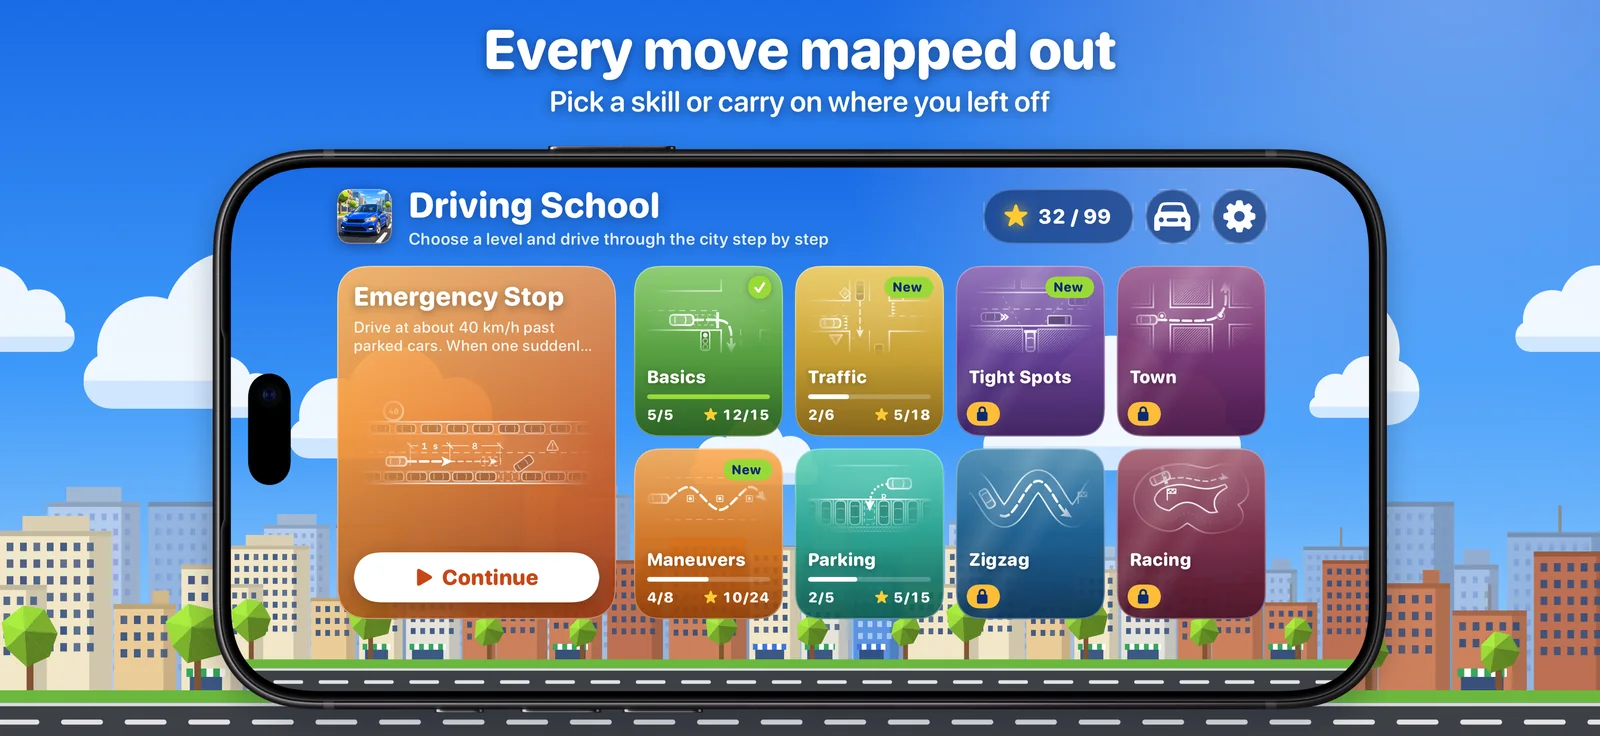 Every move mapped out
Pick a skill or carry on where you left off
Driving School
Choose a level and drive through the city step by step
32 / 99
Emergency Stop
Drive at about 40 km/h past
parked cars. When one suddenl...
40
1 s
8
Continue
Basics
5/5
12/15
New
Traffic
2/6
5/18
New
Tight Spots
Town
New
Maneuvers
4/8
10/24
P
Parking
2/5
5/15
Zigzag
Racing